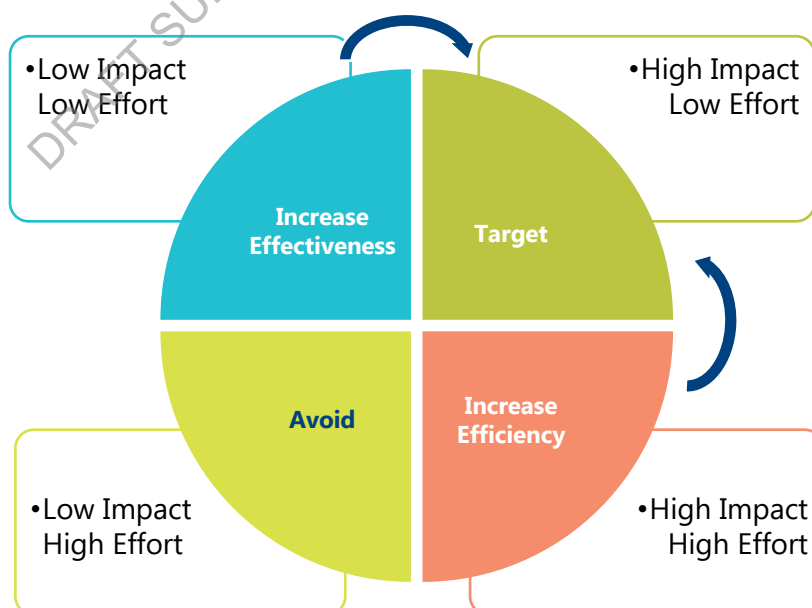 DRAFT
•Low Impact
Low Effort
•High Impact
Low Effort
Increase
Effectiveness
Target
Avoid
Increase
Efficiency
•Low Impact
High Effort
•High Impact
High Effort